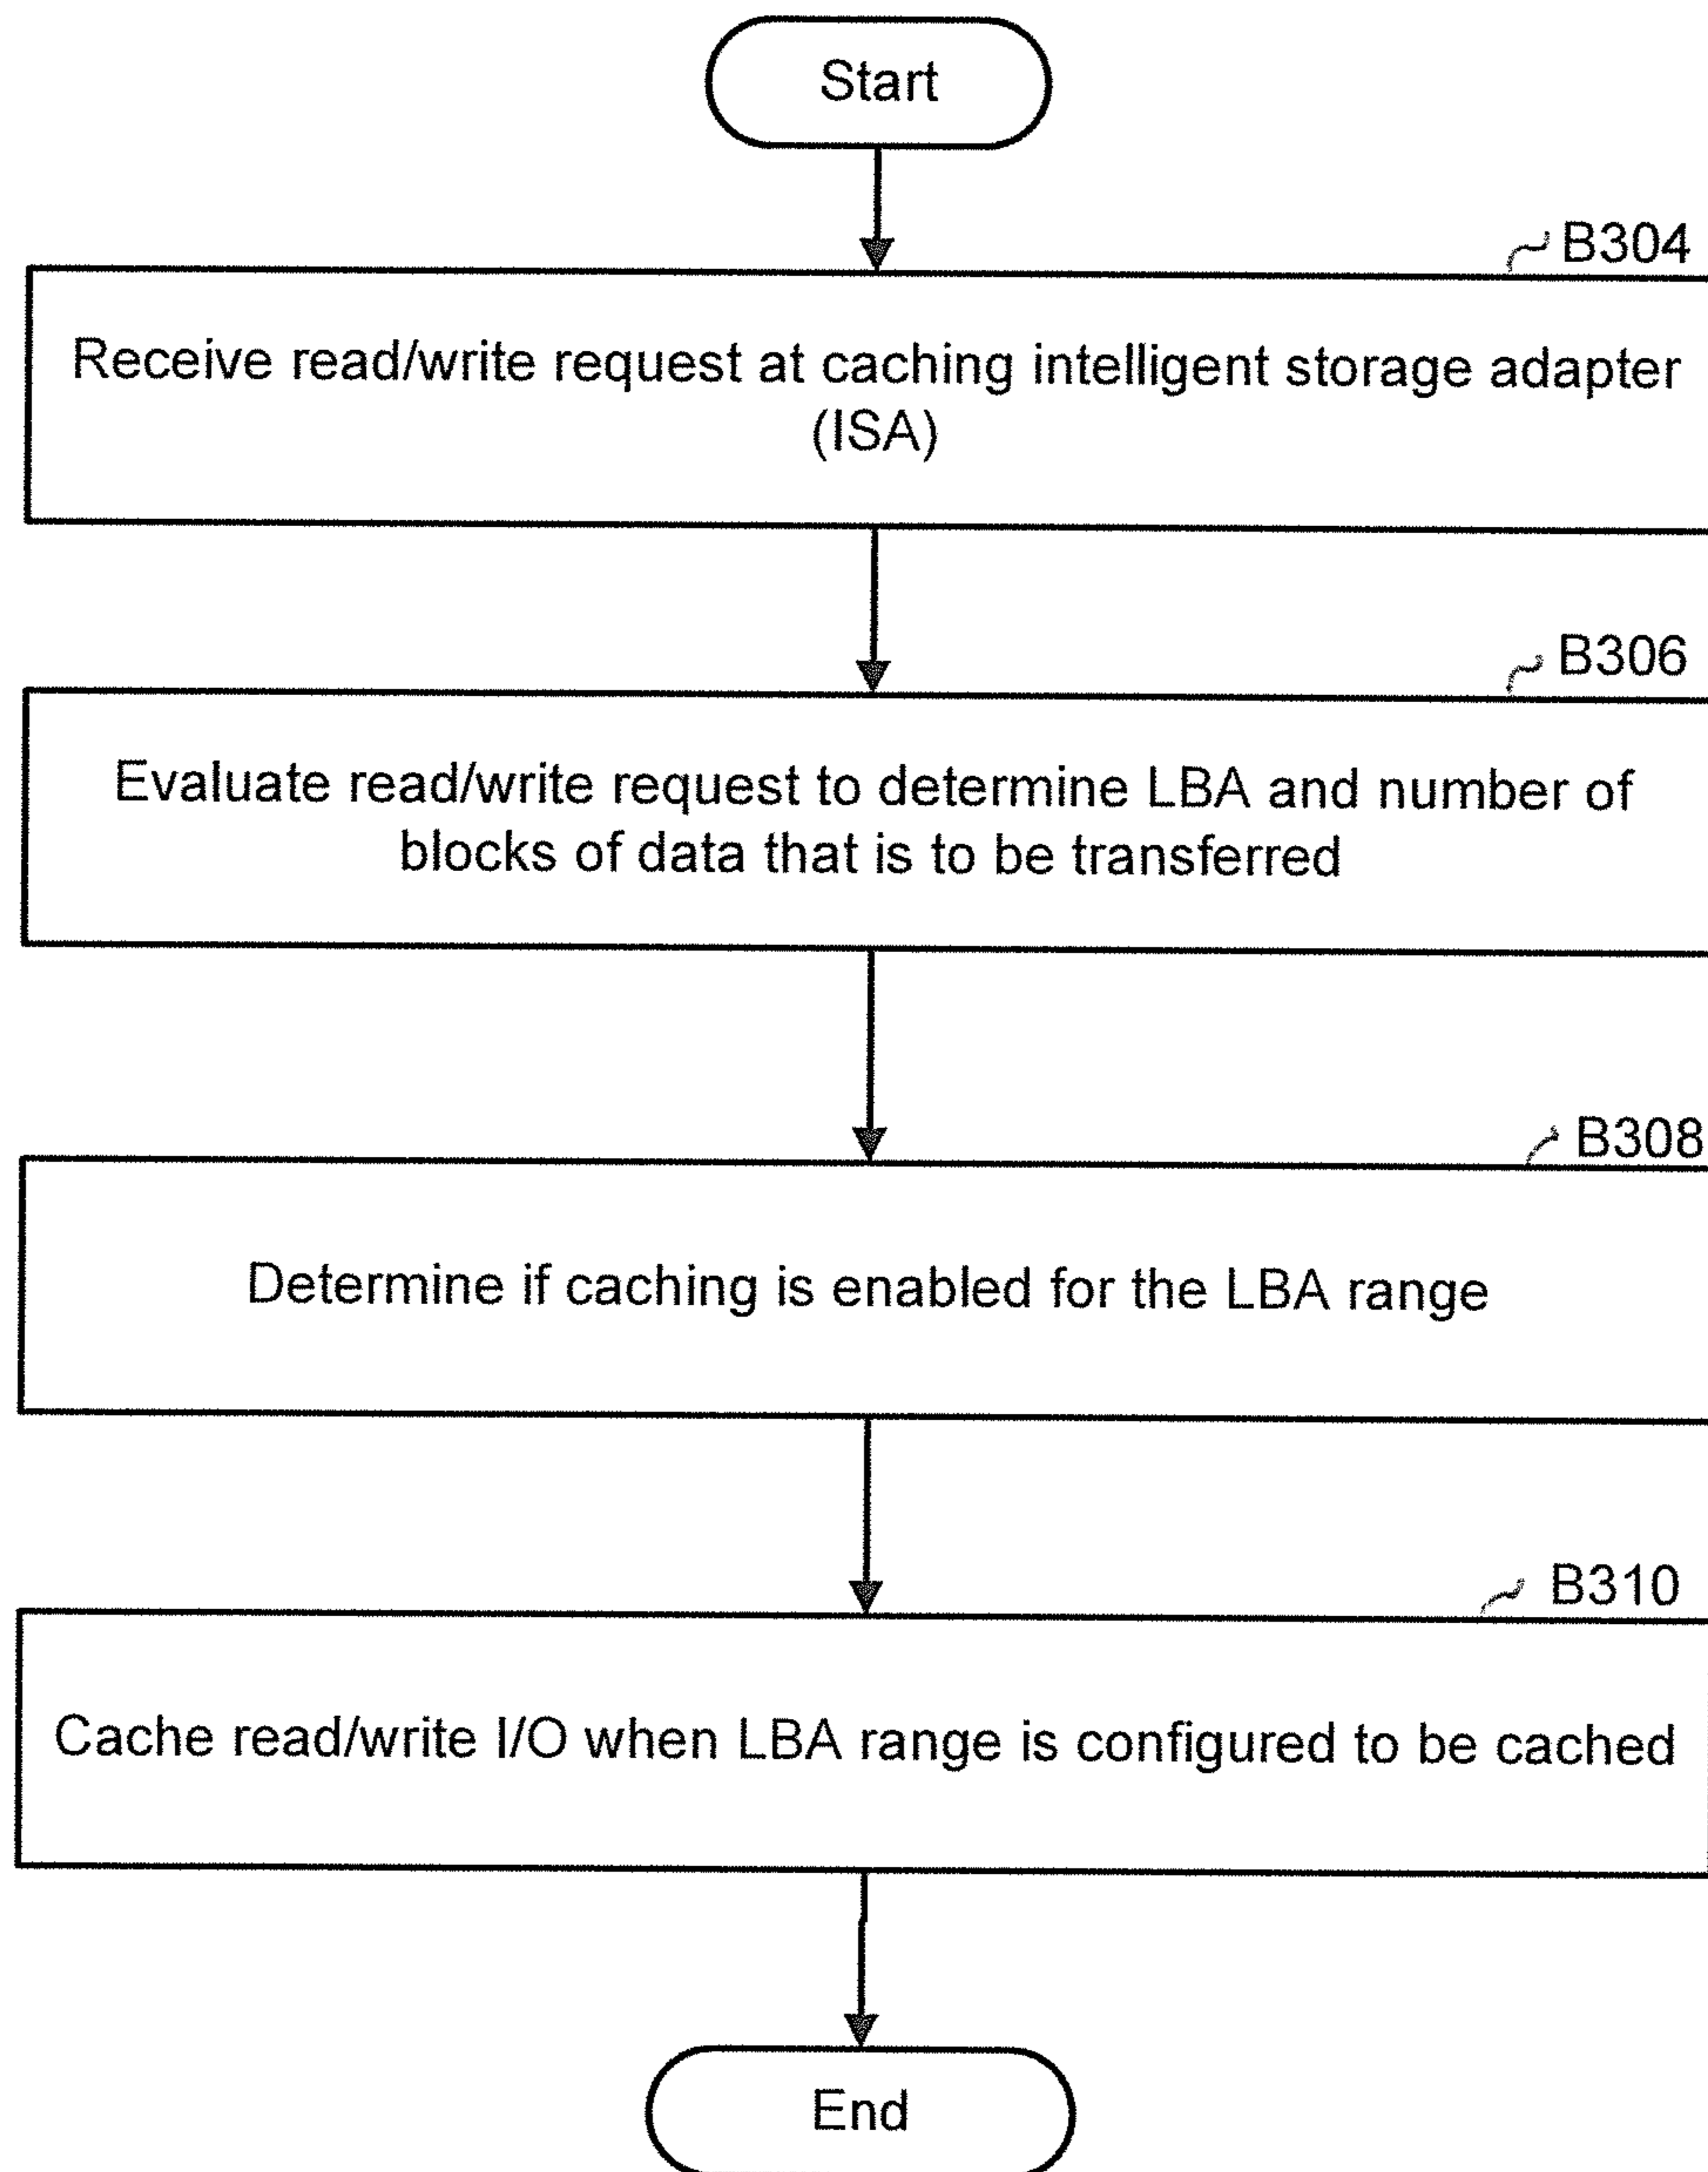 Start
B304
Receive read/write request at caching intelligent storage adapter
(ISA)
B306
Evaluate read/write request to determine LBA and number of
blocks of data that is to be transferred
B308
Determine if caching is enabled for the LBA range
B310
Cache read/write I/O when LBA range is configured to be cached
End